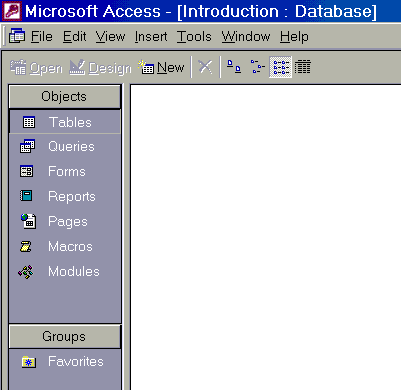 Microsoft Access - [Introduction : Database]
File Edit View Insert Tools Window Help
Open Design New
Objects
Tables
Queries
Forms
Reports
Pages
Macros
Modules
Groups
Favorites